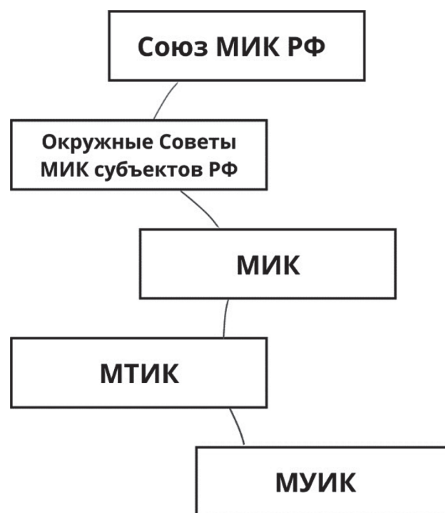 Союз МИК РФ
Окружные Советы
МИК субъектов РФ
МИК
МТИК
МУИК